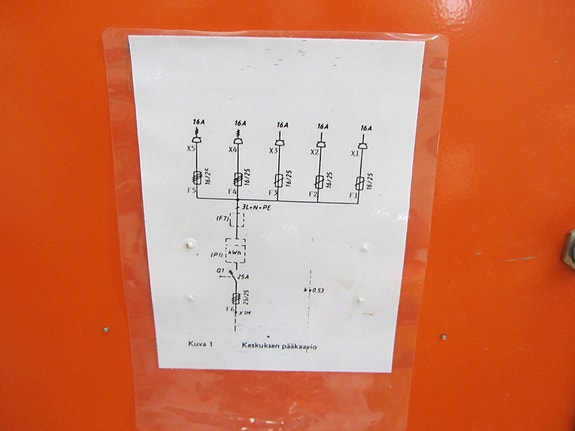 16A 16A 16A 16A 16A
X5 X4 X3 X2 X1
16/25 16/25 16/25 16/25 16/25
F5 F4 F3 F2 F1
3L+N+PE
(F7)
(P1) kWh
Q1 25A
25/25
F6
X1M
k=0,53
Kuva 1 Keskuksen pääkaavio